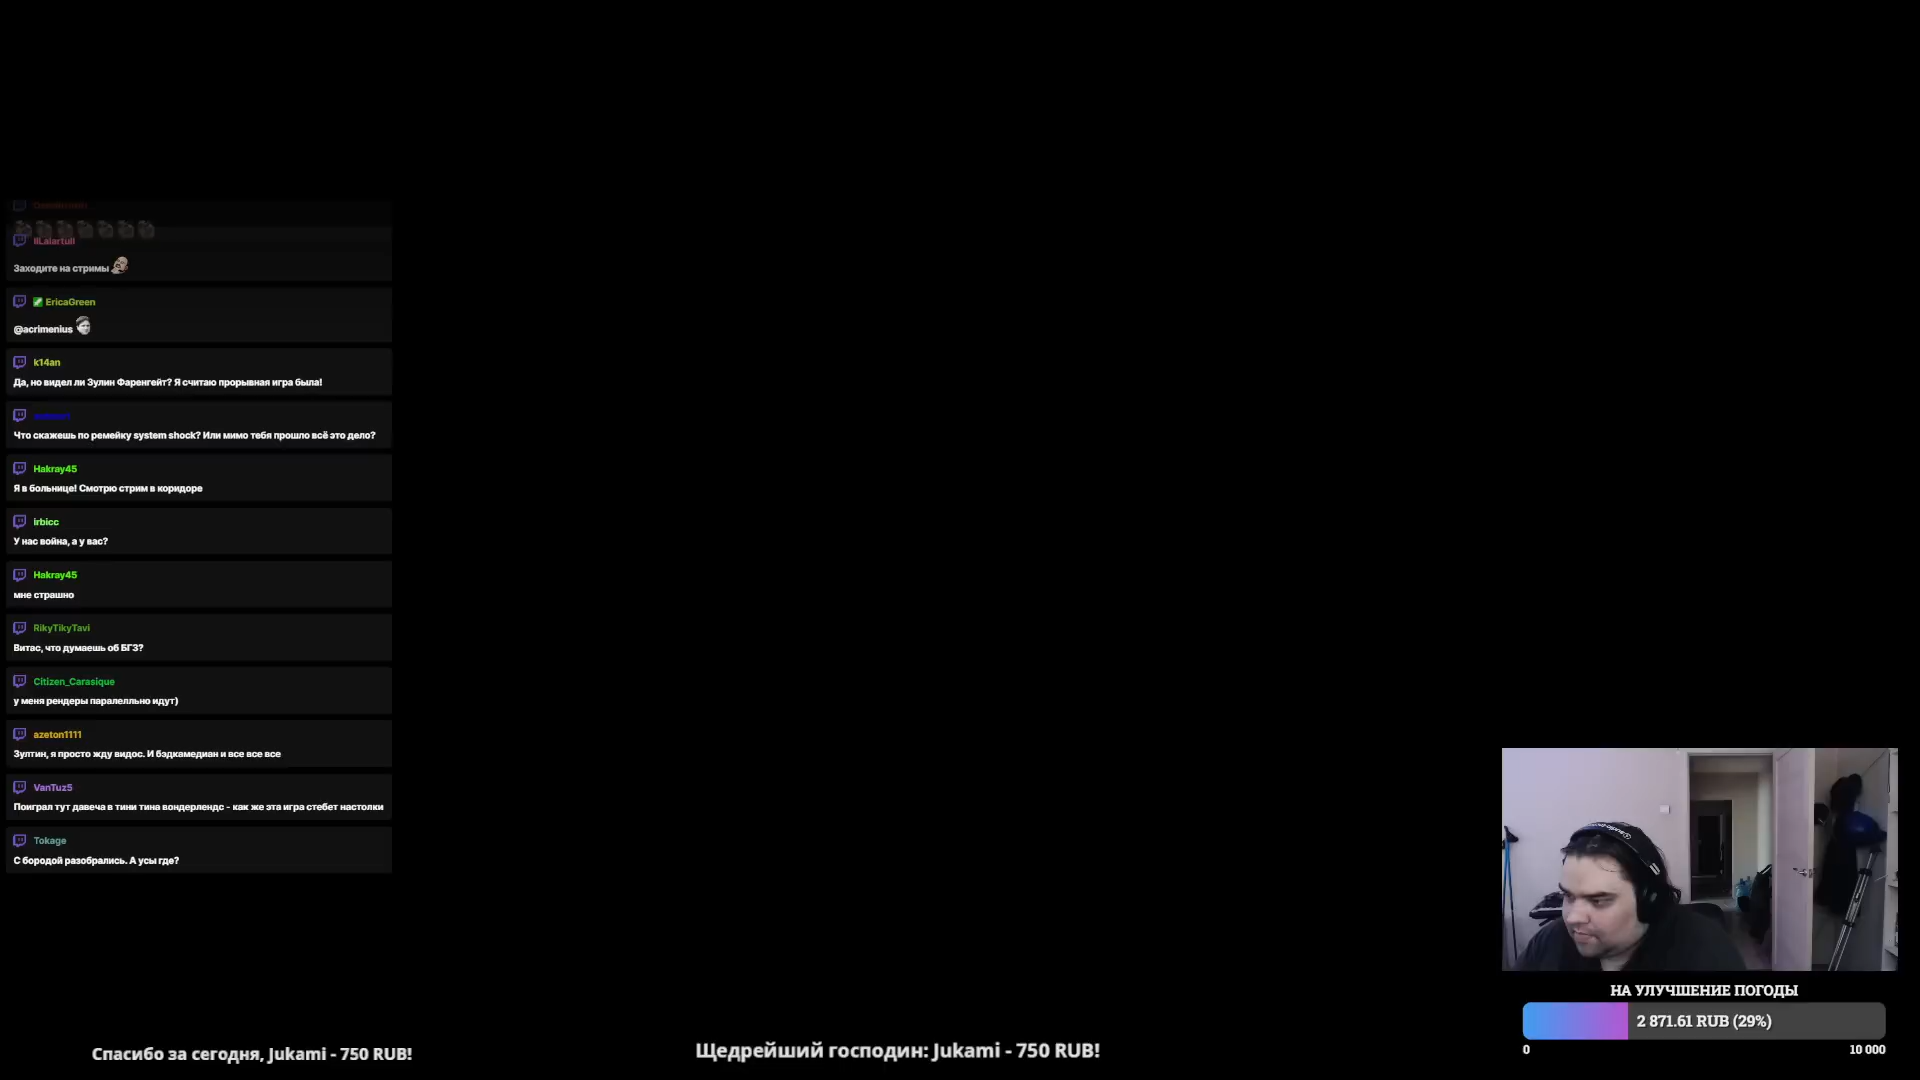 IlLalartulI
Заходите на стримы
EricaGreen
@acrimenius
k14an
Да, но видел ли Зулин Фаренгейт? Я считаю прорывная игра была!
Что скажешь по ремейку system shock? Или мимо тебя прошло всё это дело?
Hakray45
Я в больнице! Смотрю стрим в коридоре
irbicc
У нас война, а у вас?
Hakray45
мне страшно
RikyTikyTavi
Витас, что думаешь об БГ3?
Citizen_Carasique
у меня рендеры паралелльно идут)
azeton1111
Зултин, я просто жду видос. И бэдкамедиан и все все все
VanTuz5
Поиграл тут давеча в тини тина вондерлендс - как же эта игра стебет настолки
Tokage
С бородой разобрались. А усы где?
НА УЛУЧШЕНИЕ ПОГОДЫ
2 871.61 RUB (29%)
0
10 000
Спасибо за сегодня, Jukami - 750 RUB!
Щедрейший господин: Jukami - 750 RUB!